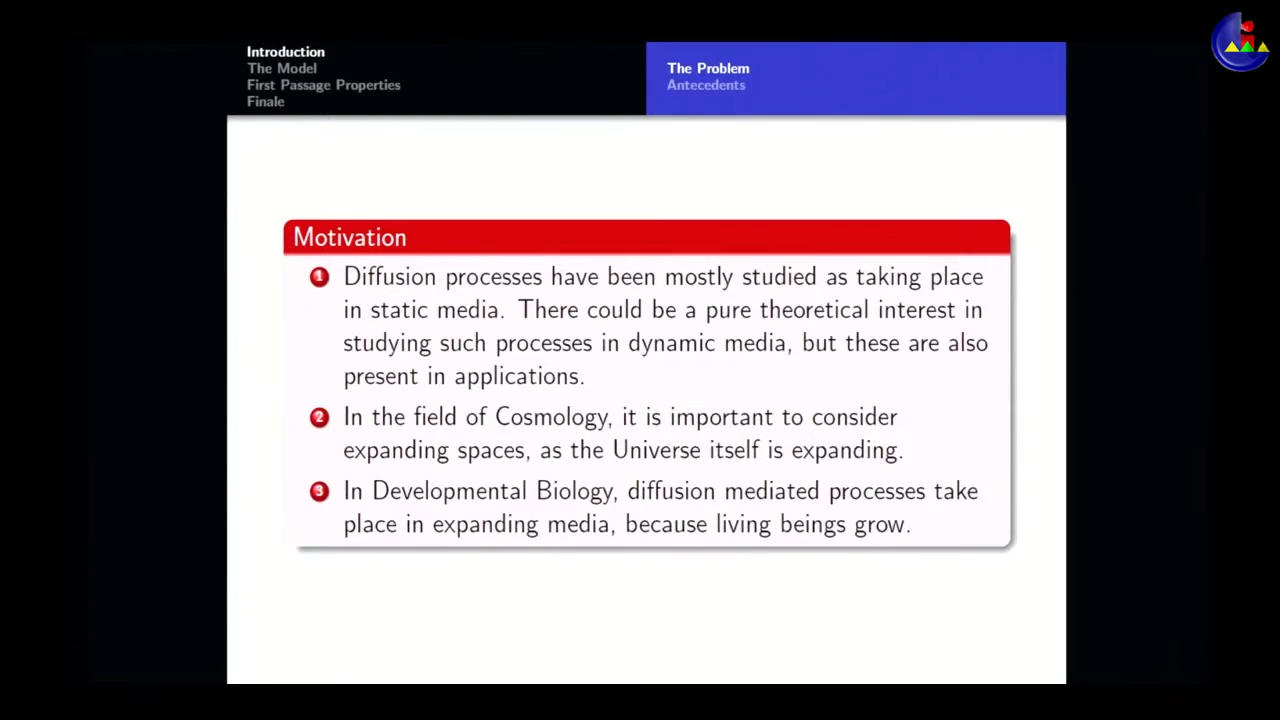 Introduction
The Model
First Passage Properties
Finale
The Problem
Antecedents
Motivation
1 Diffusion processes have been mostly studied as taking place
in static media. There could be a pure theoretical interest in
studying such processes in dynamic media, but these are also
present in applications.
2 In the field of Cosmology, it is important to consider
expanding spaces, as the Universe itself is expanding.
3 In Developmental Biology, diffusion mediated processes take
place in expanding media, because living beings grow.